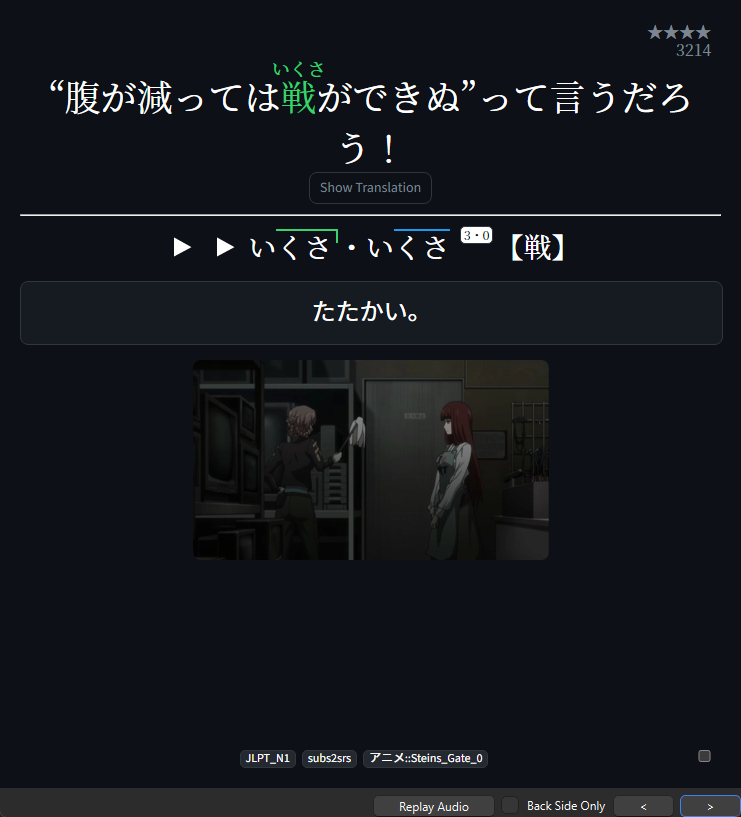 ★★★★
3214
いくさ
“腹が減っては戦ができぬ”って言うだろ
う！
Show Translation
▶ ▶ いくさ・いくさ 3・0 【戦】
たたかい。
JLPT_N1 subs2srs アニメ::Steins_Gate_0
Replay Audio Back Side Only < >